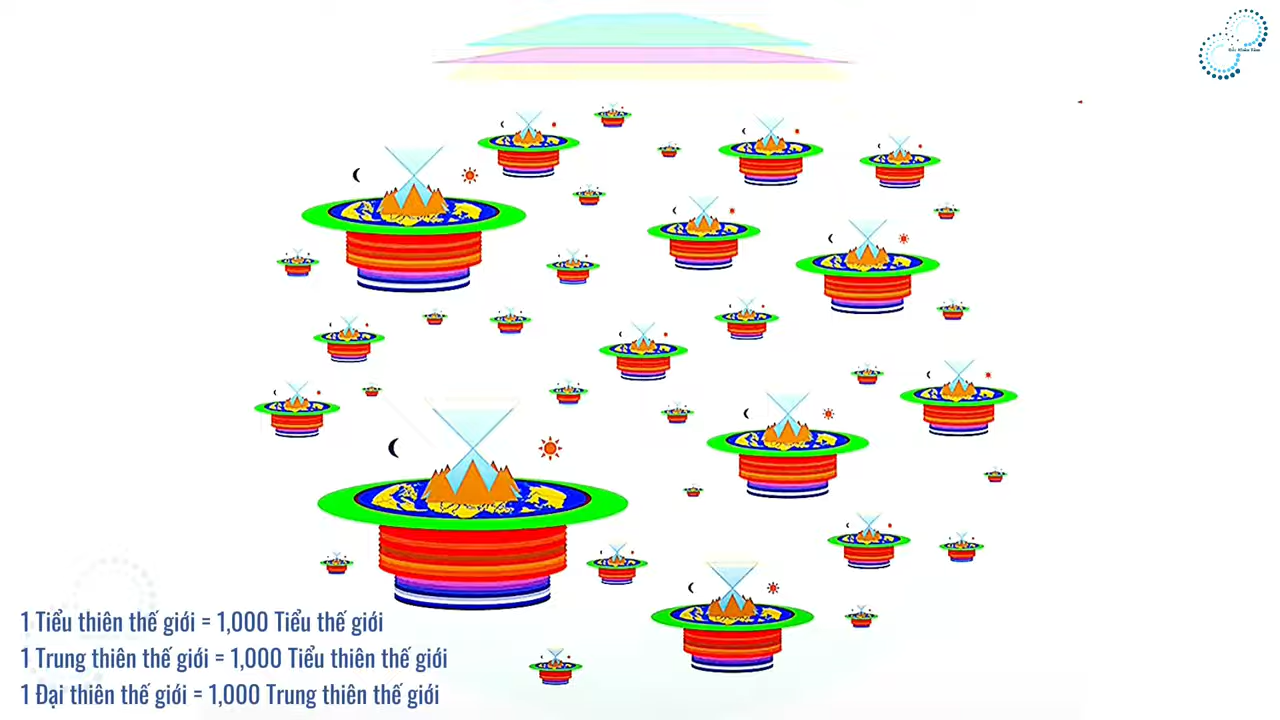 1 Tiểu thiên thế giới = 1,000 Tiểu thế giới
1 Trung thiên thế giới = 1,000 Tiểu thiên thế giới
1 Đại thiên thế giới = 1,000 Trung thiên thế giới